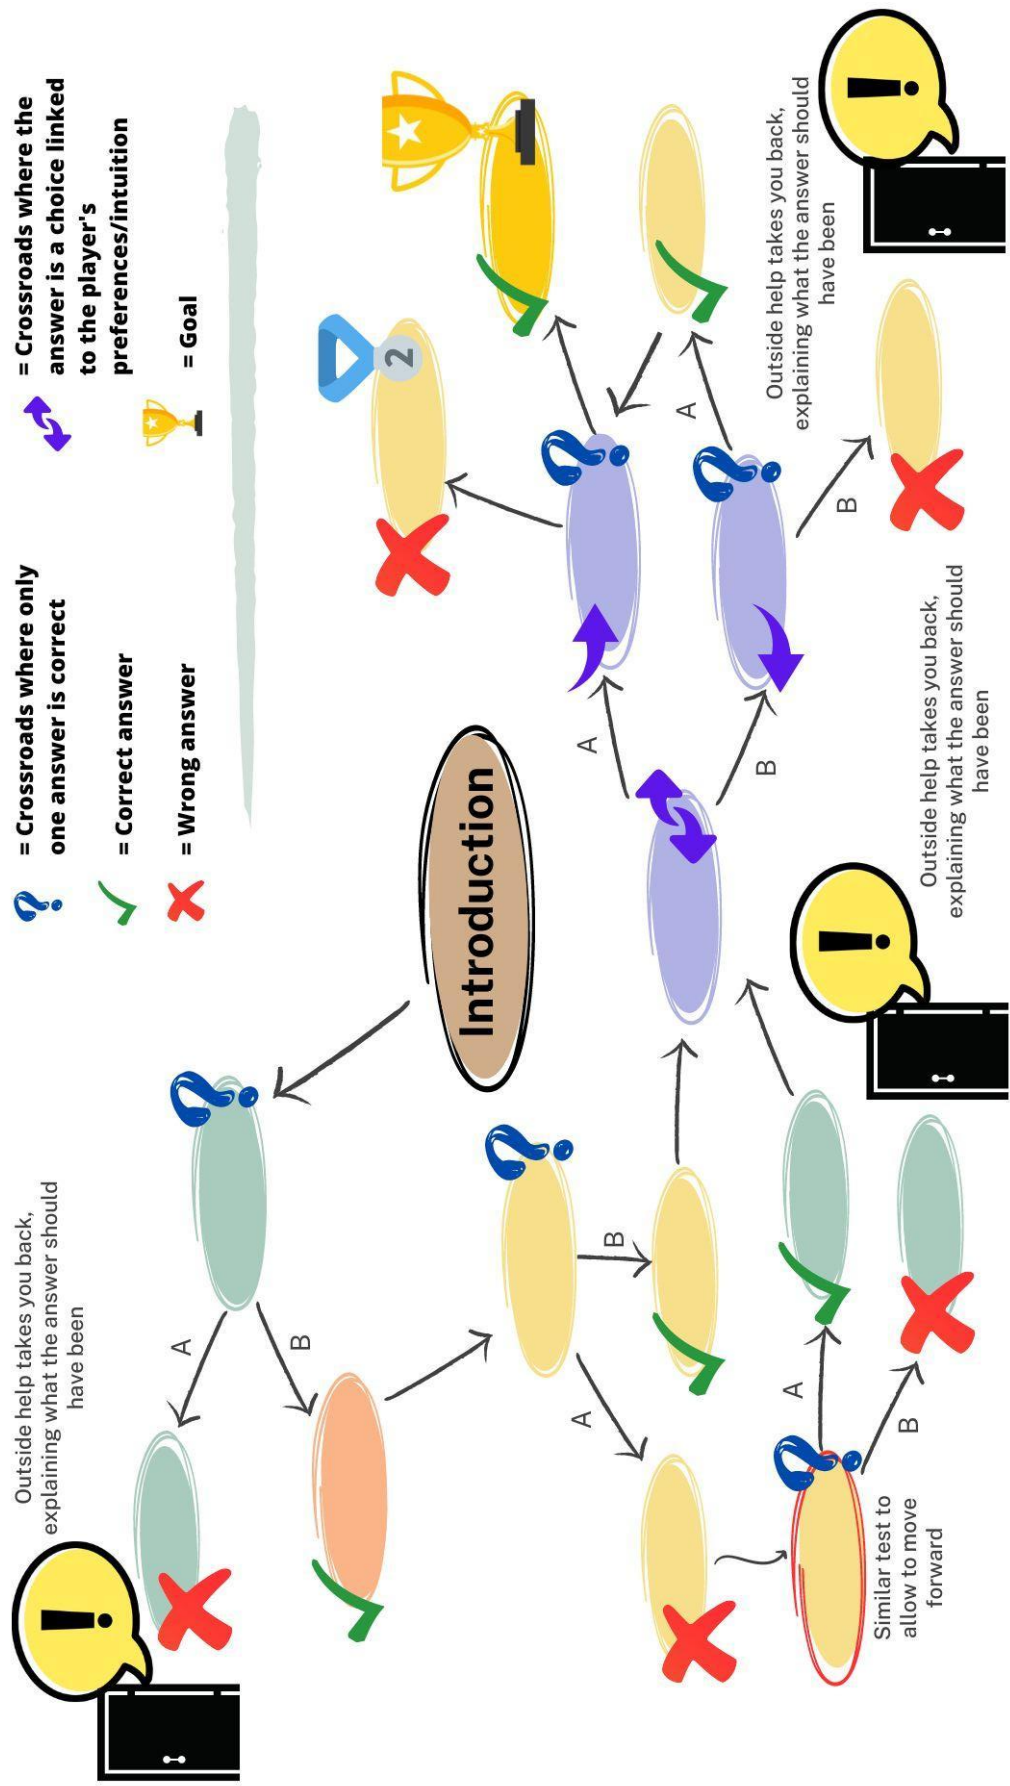 Outside help takes you back,
explaining what the answer should
have been
= Crossroads where only
one answer is correct
= Correct answer
= Wrong answer
= Crossroads where the
answer is a choice linked
to the player's
preferences/intuition
= Goal
A
B
Introduction
2
A
B
A
B
A
B
Similar test to
allow to move
forward
A
B
Outside help takes you back,
explaining what the answer should
have been
Outside help takes you back,
explaining what the answer should
have been